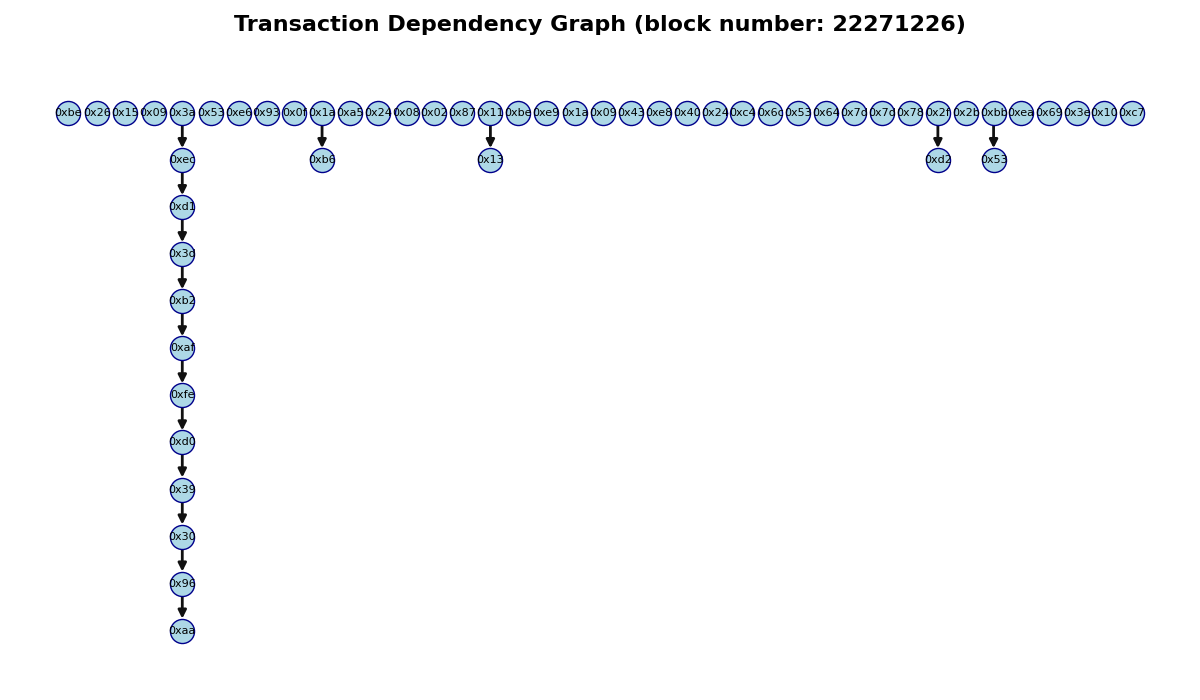 Transaction Dependency Graph (block number: 22271226)
0xbe 0x26 0x15 0x09 0x3a 0x53 0xe6 0x93 0x0f 0x1a 0xa5 0x24 0x08 0x02 0x87 0x11 0xbe 0xe9 0x1a 0x09 0x43 0xe8 0x40 0x24 0xc4 0x6c 0x53 0x64 0x7d 0x7d 0x78 0x2f 0x2b 0xbb 0xea 0x69 0x3e 0x10 0xc7
0xec 0xb6 0x13 0xd2 0x53
0xd1
0x3d
0xb2
0xaf
0xfe
0xd0
0x39
0x30
0x96
0xaa